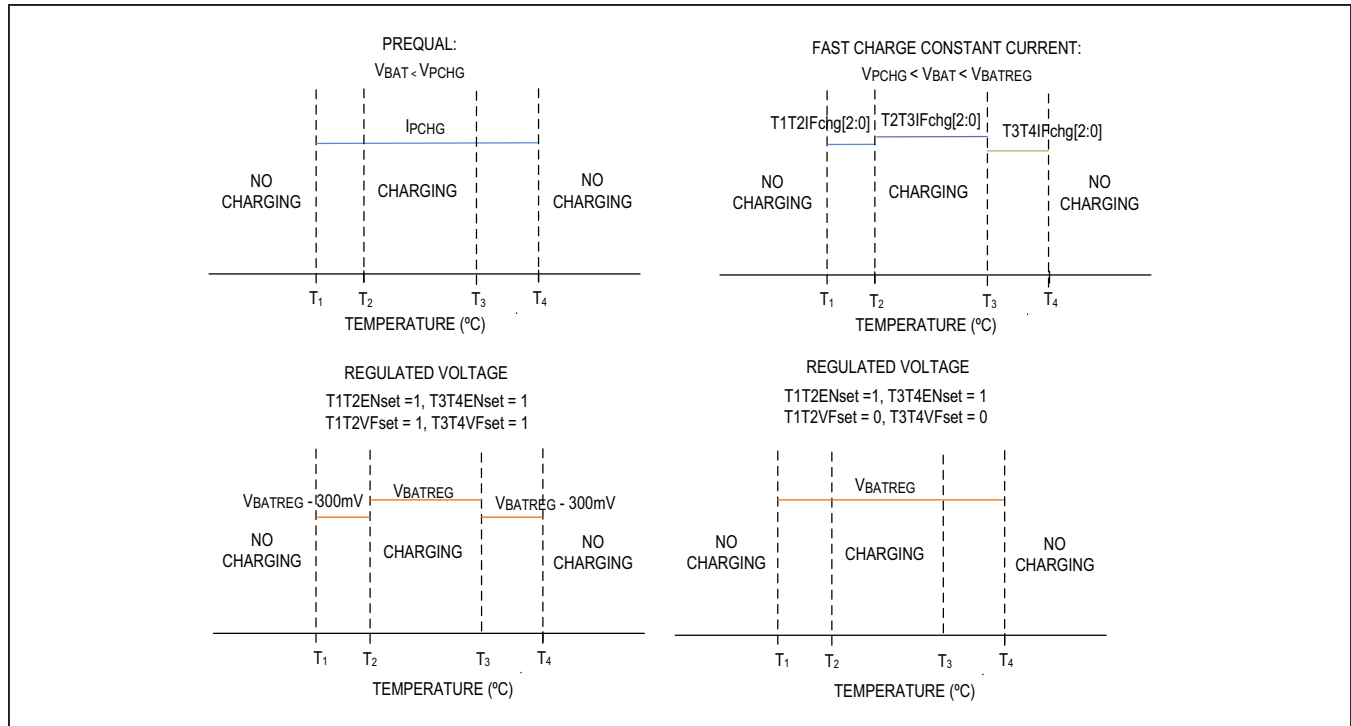 PREQUAL:
VBAT < VPCHG
IPCHG
NO
CHARGING
CHARGING
NO
CHARGING
T1
T2
T3
T4
TEMPERATURE (ºC)
FAST CHARGE CONSTANT CURRENT:
VPCHG < VBAT < VBATREG
T1T2IFchg[2:0]
T2T3IFchg[2:0]
T3T4IFchg[2:0]
NO
CHARGING
CHARGING
NO
CHARGING
T1
T2
T3
T4
TEMPERATURE (ºC)
REGULATED VOLTAGE
T1T2ENset =1, T3T4ENset = 1
T1T2VFset = 1, T3T4VFset = 1
VBATREG - 300mV
VBATREG
VBATREG - 300mV
NO
CHARGING
CHARGING
NO
CHARGING
T1
T2
T3
T4
TEMPERATURE (ºC)
REGULATED VOLTAGE
T1T2ENset =1, T3T4ENset = 1
T1T2VFset = 0, T3T4VFset = 0
VBATREG
NO
CHARGING
CHARGING
NO
CHARGING
T1
T2
T3
T4
TEMPERATURE (ºC)